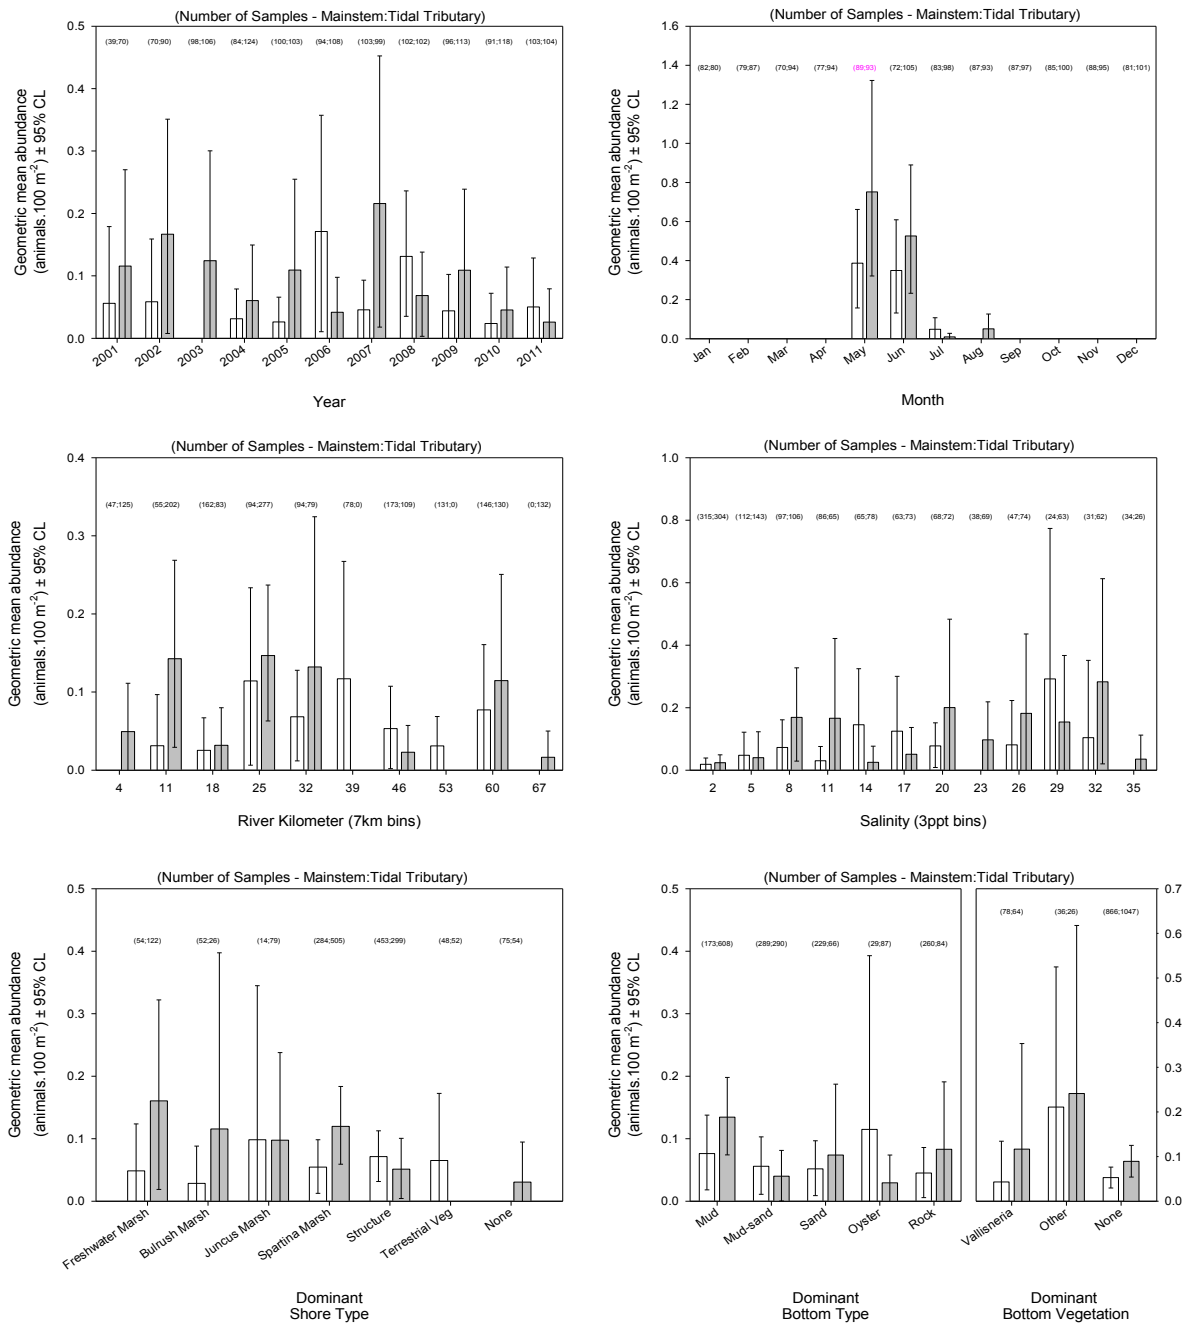 (Number of Samples - Mainstem:Tidal Tributary)
0.5
0.4
0.3
0.2
0.1
0.0
Geometric mean abundance
(animals.100 m⁻²) ± 95% CL
(39;70) (70;90) (98;106) (84;124) (100;103) (94;108) (103;99) (102;102) (96;113) (91;118) (103;104)
2001 2002 2003 2004 2005 2006 2007 2008 2009 2010 2011
Year
(Number of Samples - Mainstem:Tidal Tributary)
1.6
1.4
1.2
1.0
0.8
0.6
0.4
0.2
0.0
Geometric mean abundance
(animals.100 m⁻²) ± 95% CL
(82;80) (79;87) (70;94) (77;94) (89;93) (72;105) (83;98) (87;93) (87;97) (85;100) (88;95) (81;101)
Jan Feb Mar Apr May Jun Jul Aug Sep Oct Nov Dec
Month
(Number of Samples - Mainstem:Tidal Tributary)
0.4
0.3
0.2
0.1
0.0
Geometric mean abundance
(animals.100 m⁻²) ± 95% CL
(47;125) (55;202) (162;83) (94;277) (94;79) (78;0) (173;109) (131;0) (146;130) (0;132)
4 11 18 25 32 39 46 53 60 67
River Kilometer (7km bins)
(Number of Samples - Mainstem:Tidal Tributary)
1.0
0.8
0.6
0.4
0.2
0.0
Geometric mean abundance
(animals.100 m⁻²) ± 95% CL
(315;304) (112;143) (97;106) (86;65) (65;78) (63;73) (68;72) (38;69) (47;74) (24;63) (31;62) (34;26)
2 5 8 11 14 17 20 23 26 29 32 35
Salinity (3ppt bins)
(Number of Samples - Mainstem:Tidal Tributary)
0.5
0.4
0.3
0.2
0.1
0.0
Geometric mean abundance
(animals.100 m⁻²) ± 95% CL
(54;122) (52;26) (14;79) (284;505) (453;299) (48;52) (75;54)
Freshwater Marsh Bulrush Marsh Juncus Marsh Spartina Marsh Structure Terrestrial Veg None
Dominant
Shore Type
(Number of Samples - Mainstem:Tidal Tributary)
0.5
0.4
0.3
0.2
0.1
0.0
Geometric mean abundance
(animals.100 m⁻²) ± 95% CL
(173;608) (289;290) (229;66) (29;87) (260;84)
Mud Mud-sand Sand Oyster Rock
Dominant
Bottom Type
(78;64) (36;26) (866;1047)
0.7
0.6
0.5
0.4
0.3
0.2
0.1
0.0
Vallisneria Other None
Dominant
Bottom Vegetation